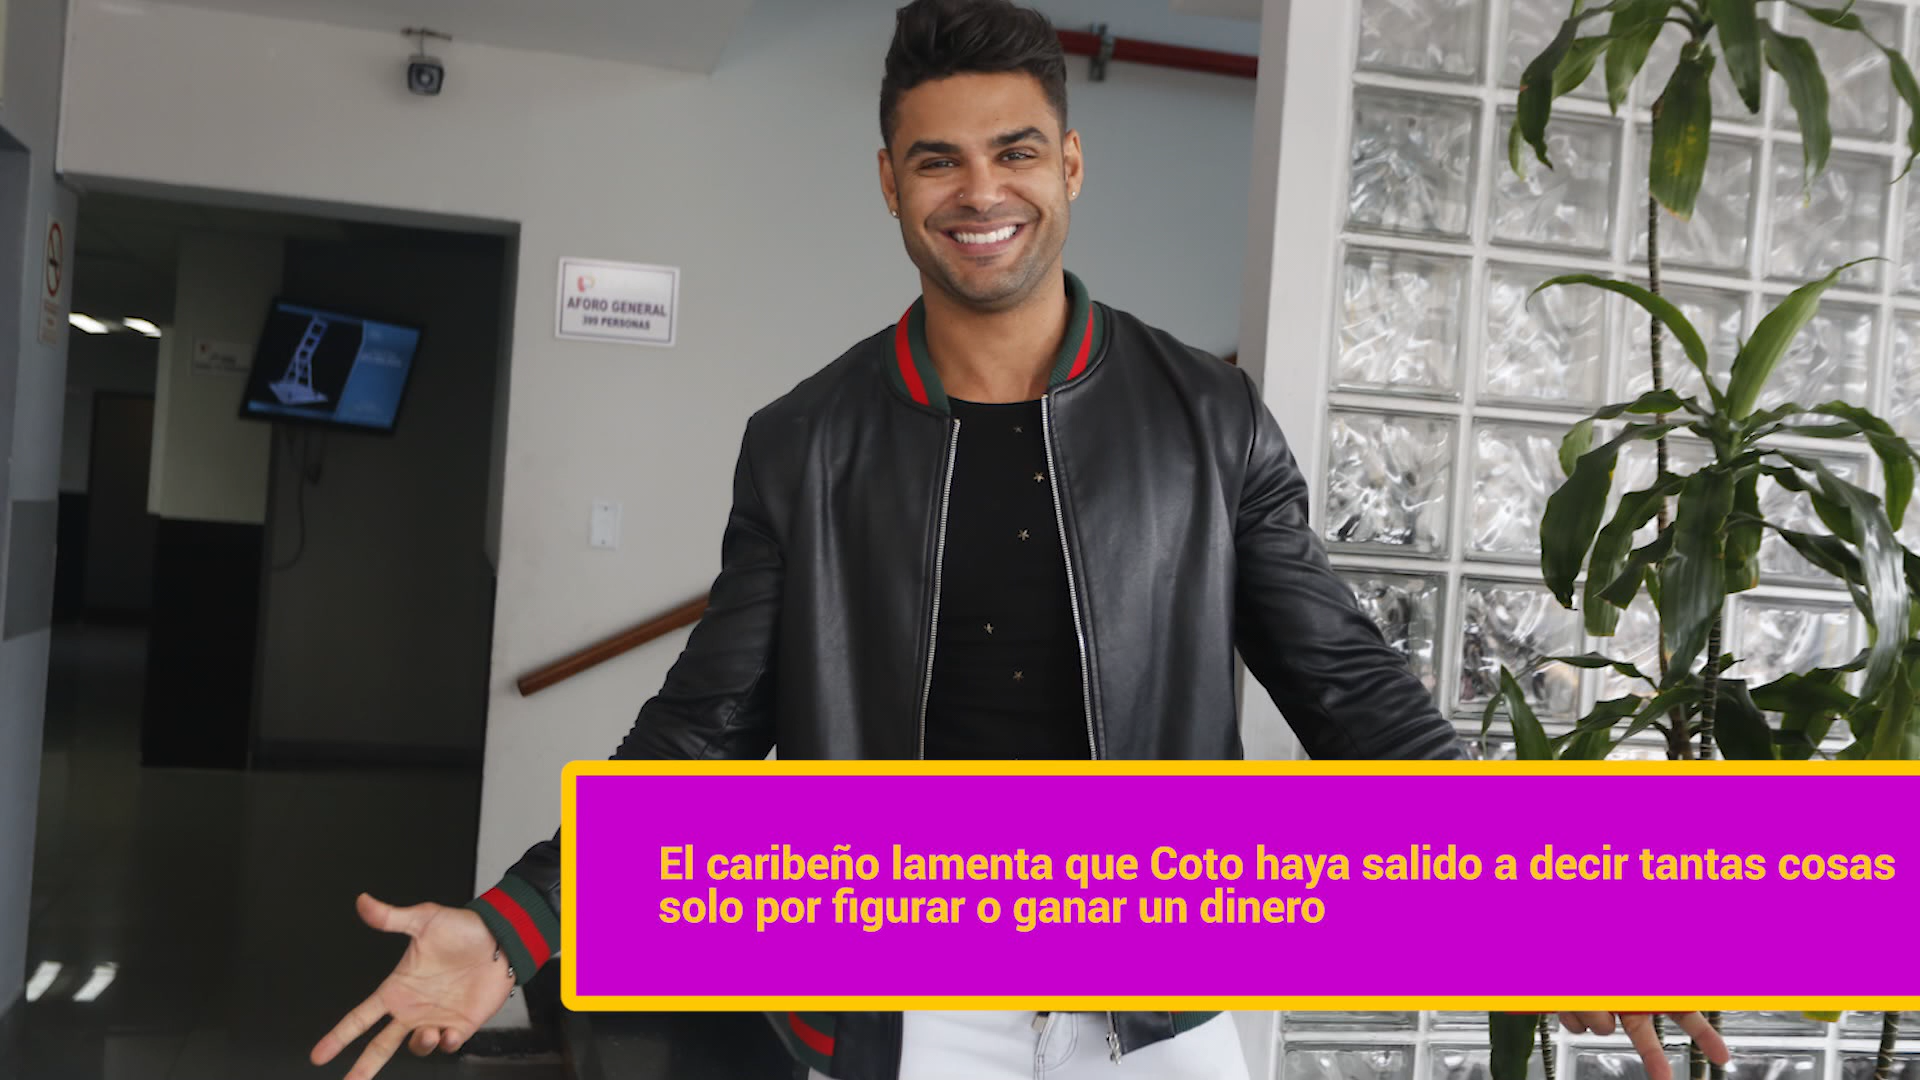 AFORO GENERAL
399 PERSONAS
El caribeño lamenta que Coto haya salido a decir tantas cosas
solo por figurar o ganar un dinero